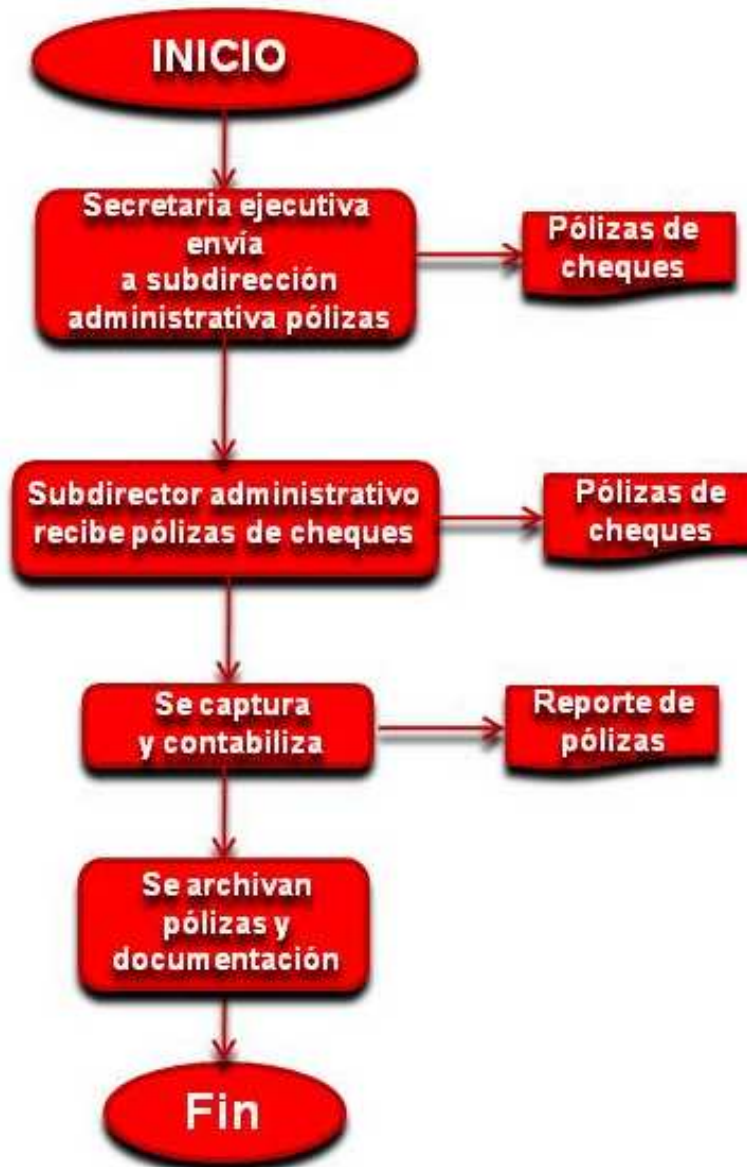 INICIO
Secretaria ejecutiva
envía
a subdirección
administrativa pólizas
Pólizas de
cheques
Subdirector administrativo
recibe pólizas de cheques
Pólizas de
cheques
Se captura
y contabiliza
Reporte de
pólizas
Se archivan
pólizas y
documentación
Fin